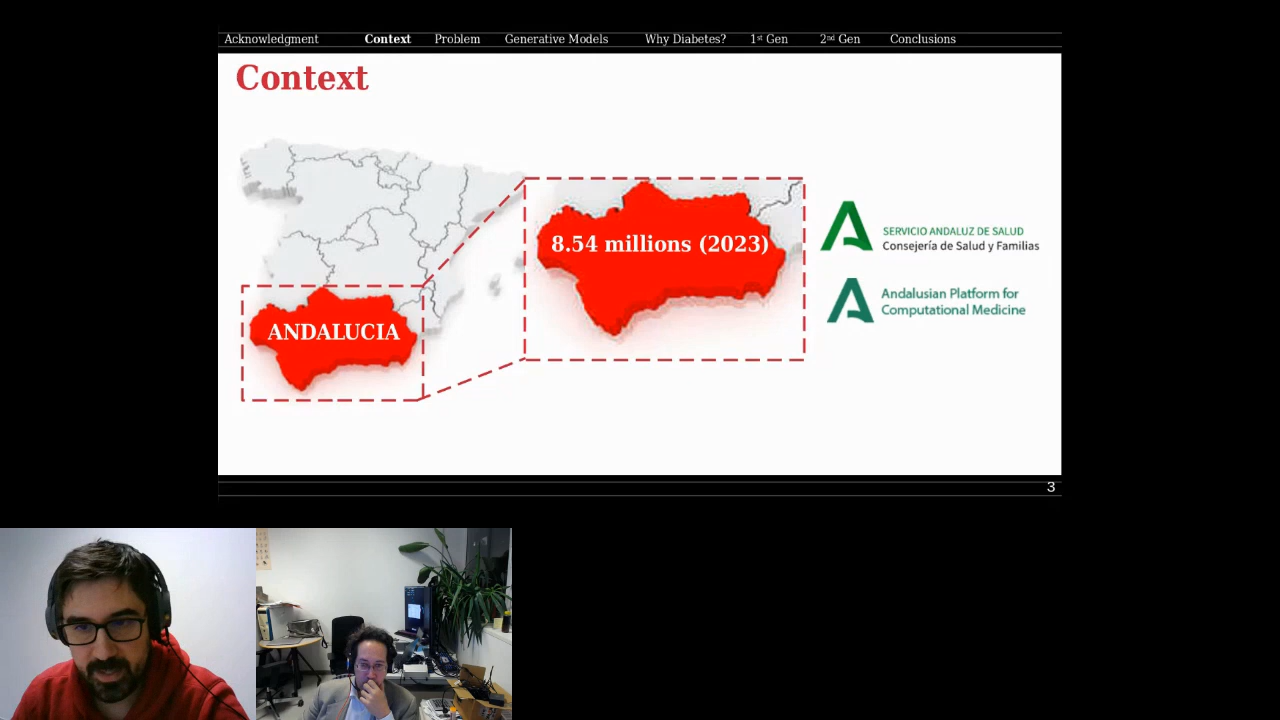 Acknowledgment Context Problem Generative Models Why Diabetes? 1st Gen 2nd Gen Conclusions
Context
8.54 millions (2023)
ANDALUCIA
SERVICIO ANDALUZ DE SALUD
Consejería de Salud y Familias
Andalusian Platform for
Computational Medicine
3